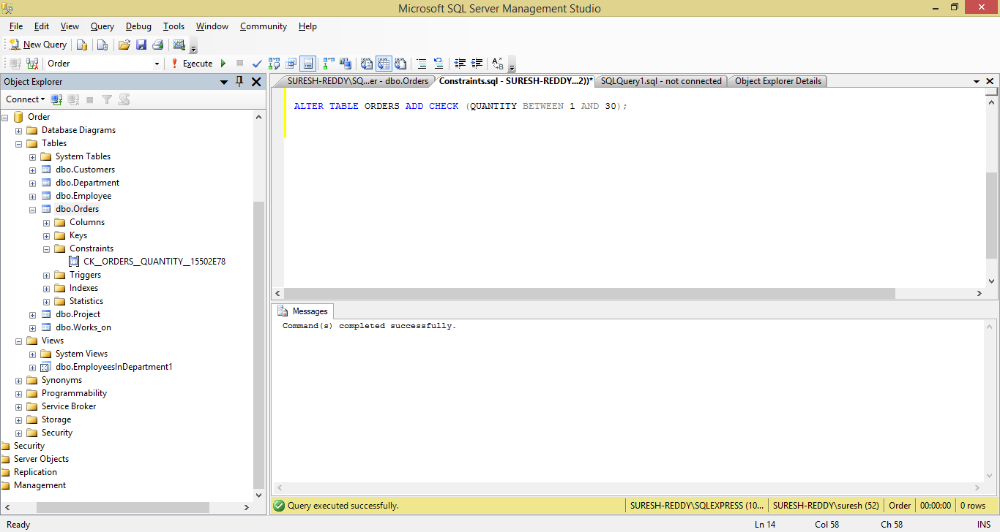 Microsoft SQL Server Management Studio
File Edit View Query Debug Tools Window Community Help
New Query
Order Execute
Object Explorer
Connect
Order
Database Diagrams
Tables
System Tables
dbo.Customers
dbo.Department
dbo.Employee
dbo.Orders
Columns
Keys
Constraints
CK__ORDERS__QUANTITY__15502E78
Triggers
Indexes
Statistics
dbo.Project
dbo.Works_on
Views
System Views
dbo.EmployeesInDepartment1
Synonyms
Programmability
Service Broker
Storage
Security
Security
Server Objects
Replication
Management
SURESH-REDDY\SQ...er - dbo.Orders Constraints.sql - SURESH-REDDY...2))* SQLQuery1.sql - not connected Object Explorer Details
ALTER TABLE ORDERS ADD CHECK (QUANTITY BETWEEN 1 AND 30);
Messages
Command(s) completed successfully.
Query executed successfully. SURESH-REDDY\SQLEXPRESS (10... SURESH-REDDY\suresh (52) Order 00:00:00 0 rows
Ready Ln 14 Col 58 Ch 58 INS